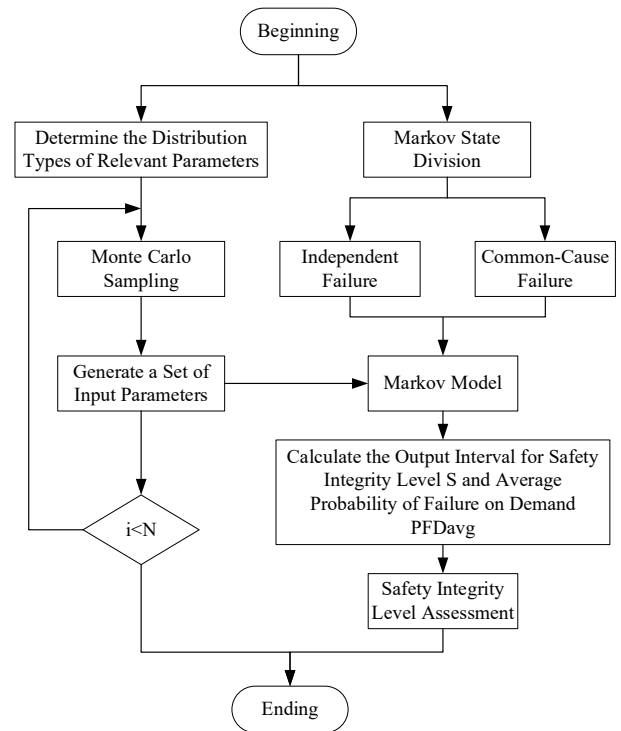 Beginning
Determine the Distribution
Types of Relevant Parameters
Markov State
Division
Monte Carlo
Sampling
Independent
Failure
Common-Cause
Failure
Generate a Set of
Input Parameters
Markov Model
Calculate the Output Interval for Safety
Integrity Level S and Average
Probability of Failure on Demand
PFDavg
i<N
Safety Integrity
Level Assessment
Ending